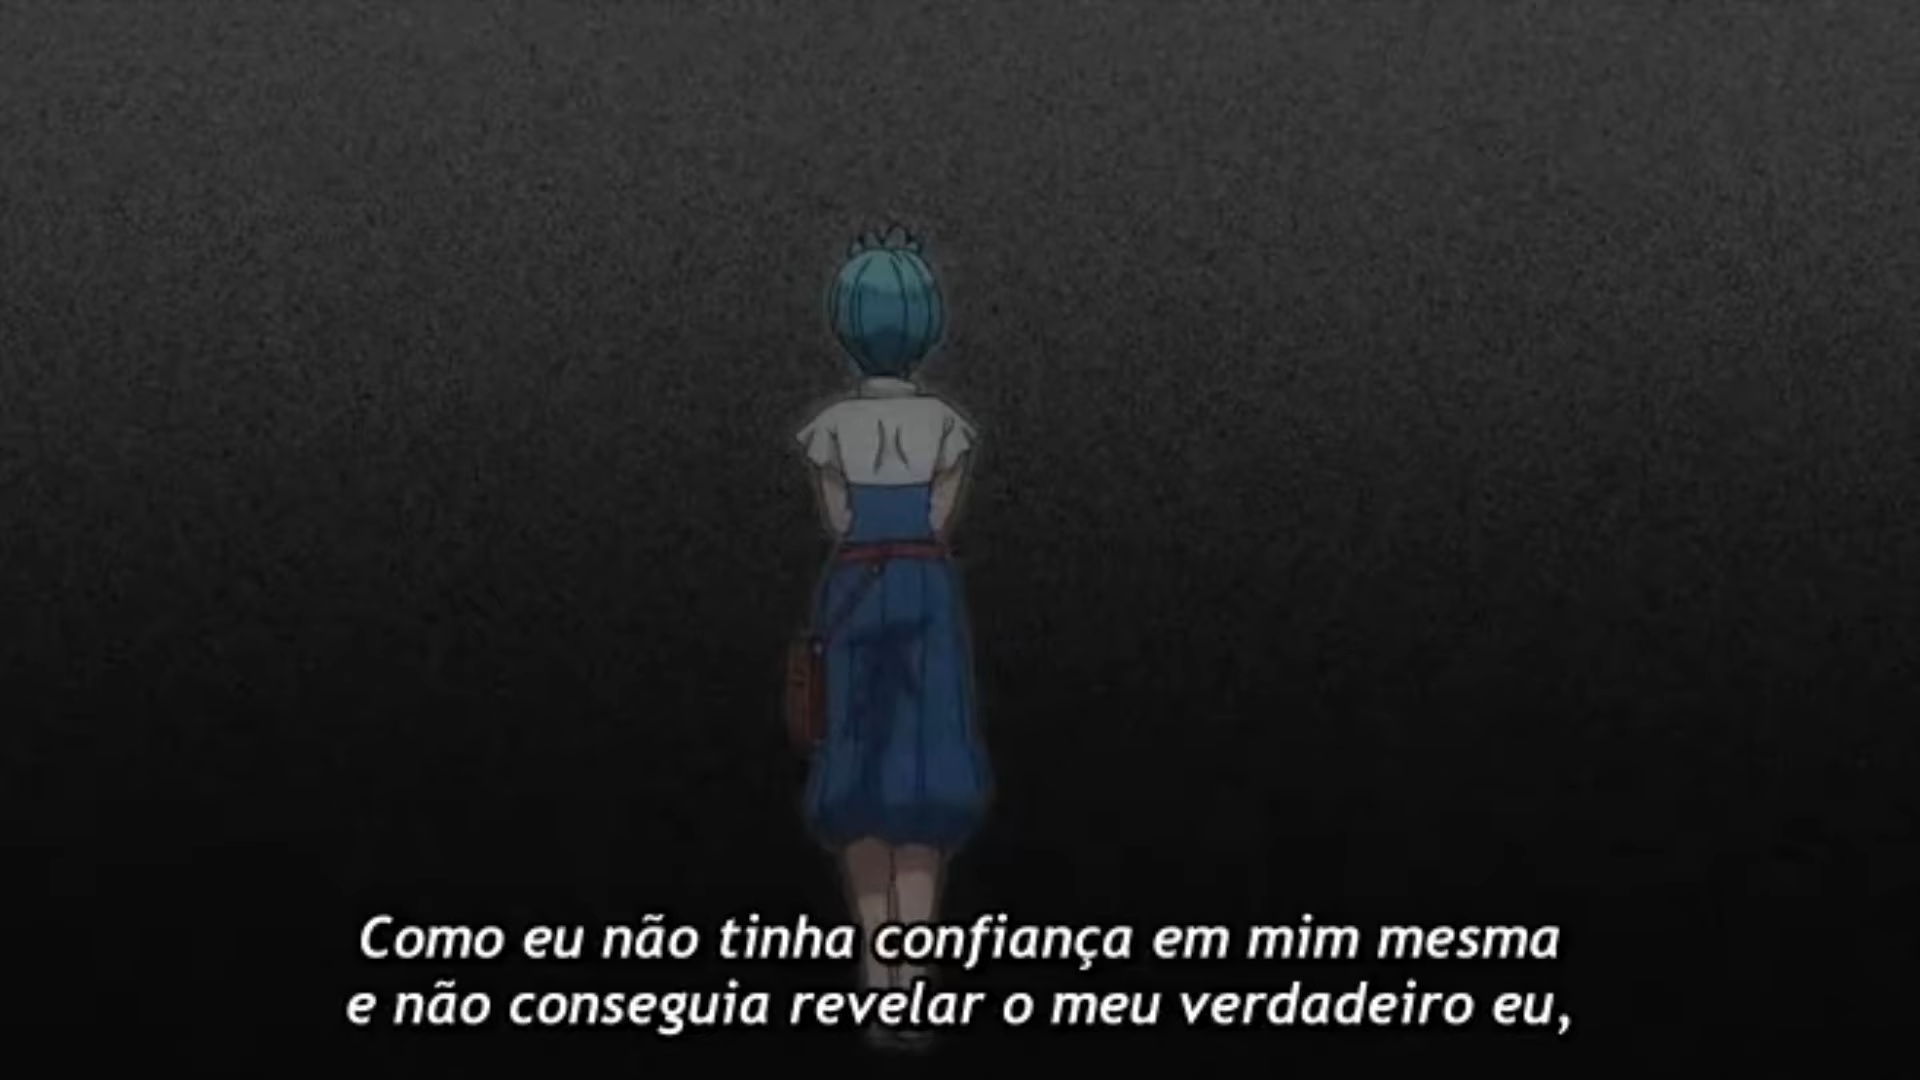 Como eu não tinha confiança em mim mesma
e não conseguia revelar o meu verdadeiro eu,